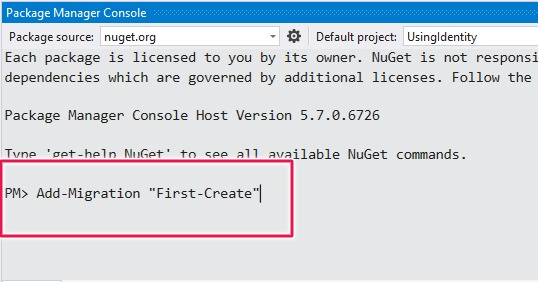 Package Manager Console
Package source: nuget.org Default project: UsingIdentity
Each package is licensed to you by its owner. NuGet is not responsi
dependencies which are governed by additional licenses. Follow the
Package Manager Console Host Version 5.7.0.6726
Type 'get-help NuGet' to see all available NuGet commands.
PM> Add-Migration "First-Create"